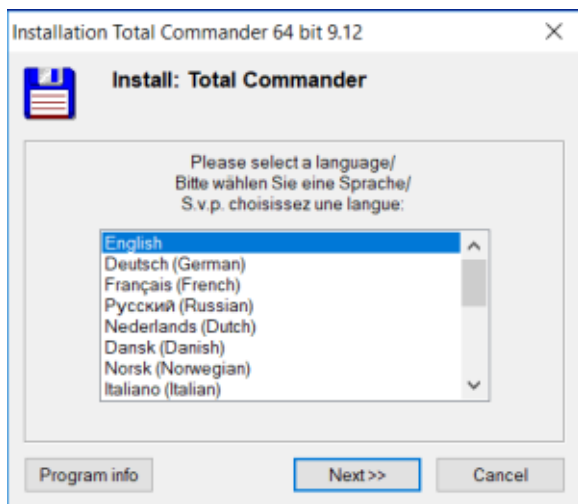 Installation Total Commander 64 bit 9.12
Install: Total Commander
Please select a language/
Bitte wählen Sie eine Sprache/
S.v.p. choisissez une langue:
English
Deutsch (German)
Français (French)
Русский (Russian)
Nederlands (Dutch)
Dansk (Danish)
Norsk (Norwegian)
Italiano (Italian)
Program info
Next>>
Cancel